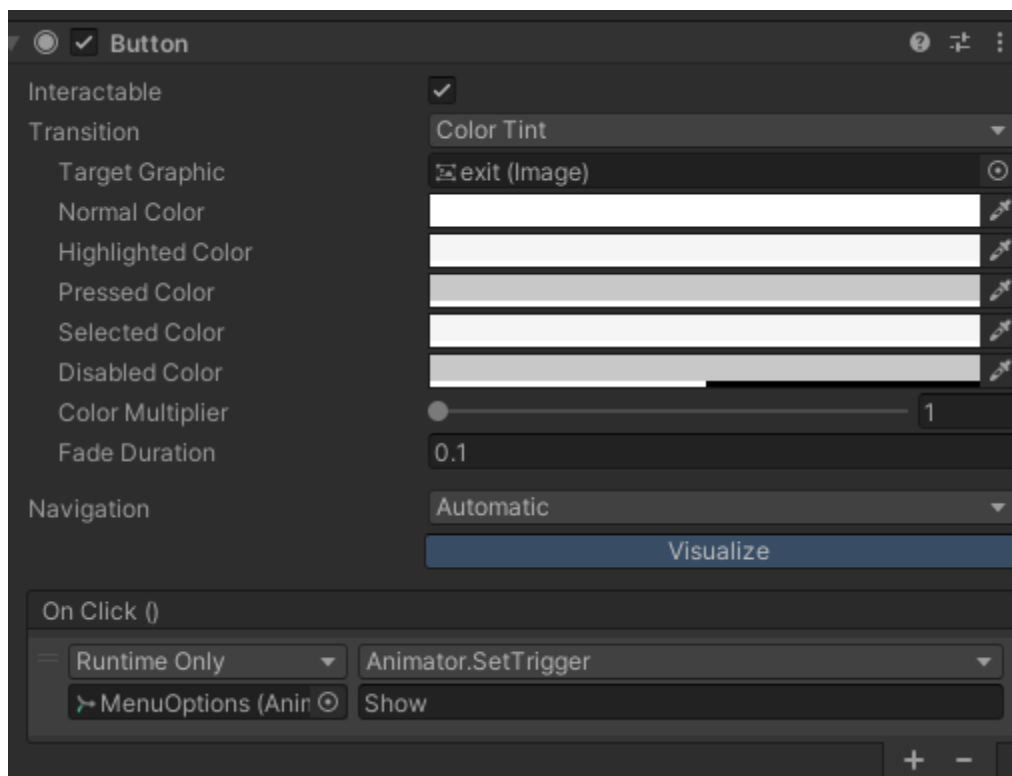 Button
Interactable
Transition Color Tint
Target Graphic exit (Image)
Normal Color
Highlighted Color
Pressed Color
Selected Color
Disabled Color
Color Multiplier 1
Fade Duration 0.1
Navigation Automatic
Visualize
On Click ()
Runtime Only Animator.SetTrigger
MenuOptions (Anir Show